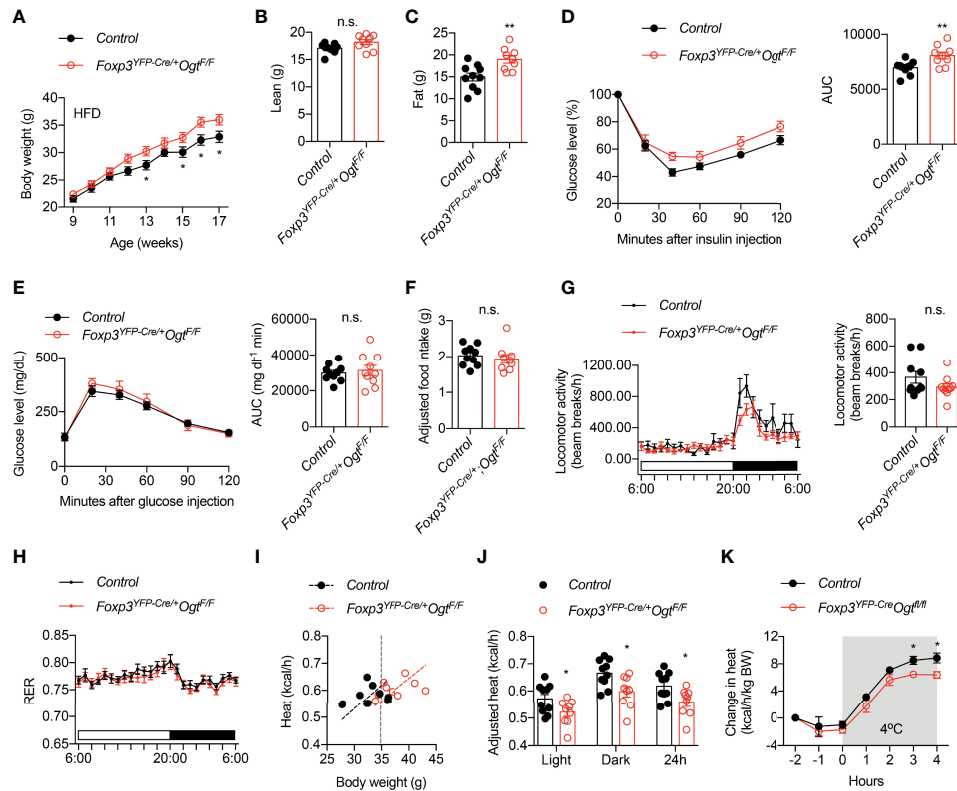 A
Control
Foxp3YFP-Cre/+OgtF/F
HFD
Body weight (g)
40
35
30
25
20
* * * *
9 11 13 15 17
Age (weeks)
B
n.s.
Lean (g)
20
15
10
5
0
Control
Foxp3YFP-Cre/+OgtF/F
C
**
Fat (g)
25
20
15
10
5
0
Control
Foxp3YFP-Cre/+OgtF/F
D
Control
Foxp3YFP-Cre/+OgtF/F
Glucose level (%)
100
80
60
40
20
0 30 60 90 120
Minutes after insulin injection
**
AUC
10000
5000
0
Control
Foxp3YFP-Cre/+OgtF/F
E
Control
Foxp3YFP-Cre/+OgtF/F
Glucose level (mg/dL)
500
250
0
0 30 60 90 120
Minutes after glucose injection
n.s.
AUC (mg dl-1 min)
60000
40000
20000
0
Control
Foxp3YFP-Cre/+OgtF/F
F
n.s.
Adjusted food ntake (g)
4
3
2
1
0
Control
Foxp3YFP-Cre/+;OgtF/F
G
Control
Foxp3YFP-Cre/+OgtF/F
Locomotor activity
(beam breaks/h)
1200.00
800.00
400.00
0.00
6:00 20:00 6:00
n.s.
Locomotor activity
(beam breaks/h)
800
600
400
200
0
Control
Foxp3YFP-Cre/+OgtF/F
H
Control
Foxp3YFP-Cre/+OgtF/F
RER
0.85
0.80
0.75
0.70
0.65
6:00 20:00 6:00
I
Control
Foxp3YFP-Cre/+OgtF/F
Heat (kcal/h)
0.8
0.7
0.6
0.5
0.4
25 30 35 40 45
Body weight (g)
J
Control
Foxp3YFP-Cre/+OgtF/F
Adjusted heat (kcal/h)
0.8
0.7
0.6
0.5
0.4
* * *
Light Dark 24h
K
Control
Foxp3YFP-CreOgtfl/fl
Change in heat
(kcal/h/kg BW)
12
8
4
0
-4
* *
4ºC
-2 -1 0 1 2 3 4
Hours